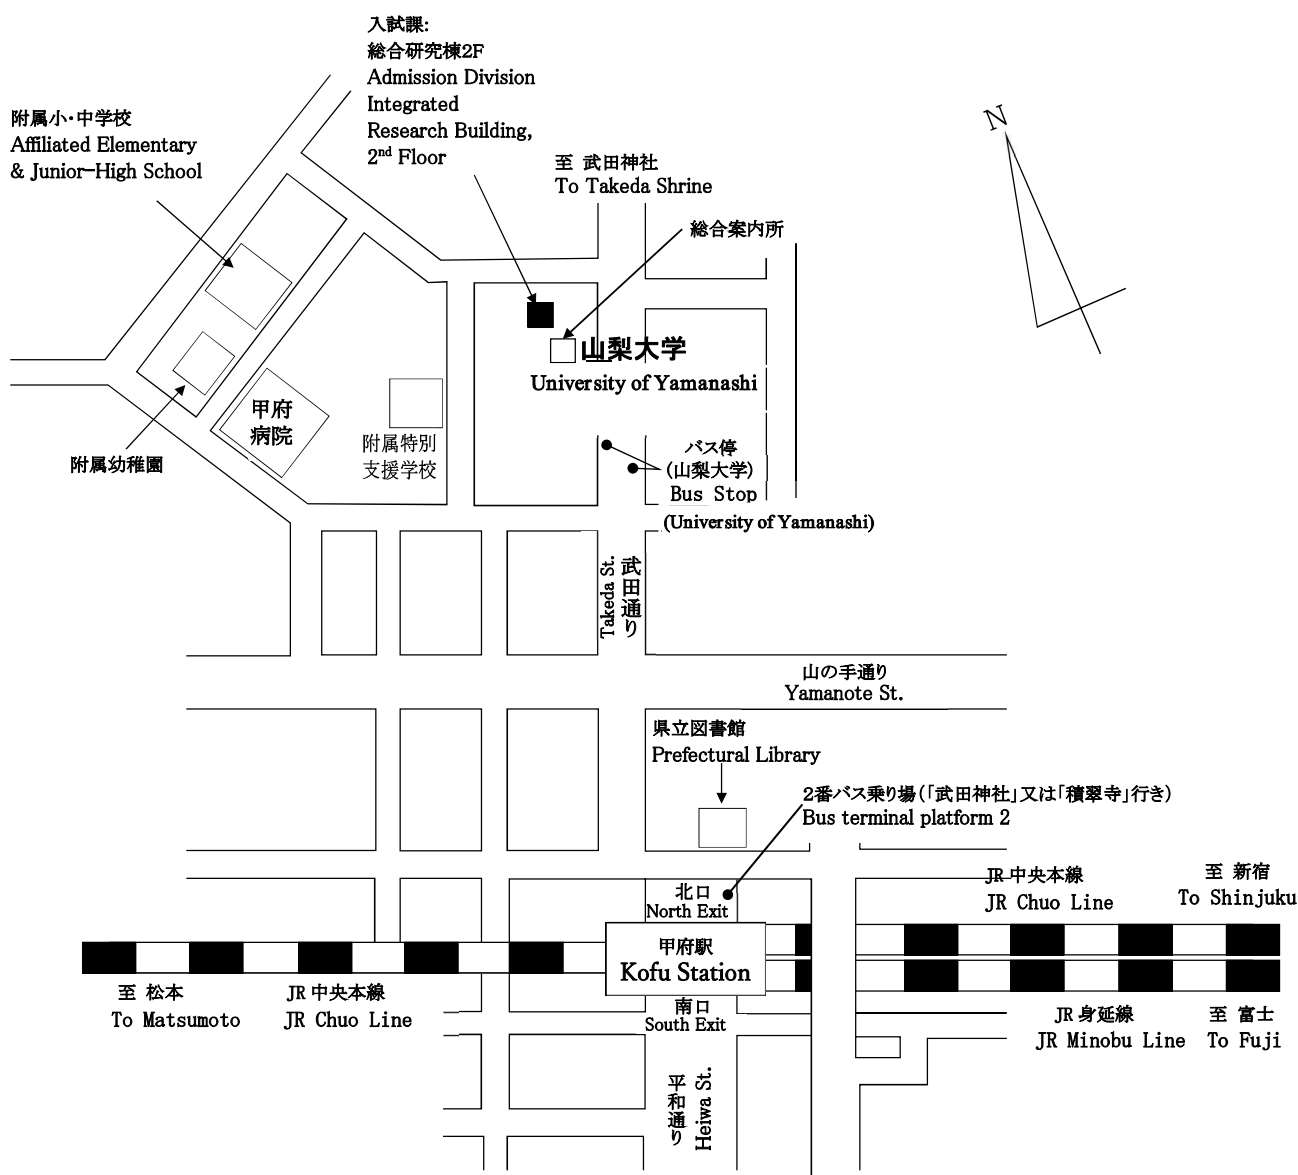 入試課:
総合研究棟2F
Admission Division
Integrated
Research Building,
2nd Floor
附属小・中学校
Affiliated Elementary
& Junior-High School
至 武田神社
To Takeda Shrine
総合案内所
N
山梨大学
University of Yamanashi
甲府
病院
附属特別
支援学校
附属幼稚園
バス停
(山梨大学)
Bus Stop
(University of Yamanashi)
Takeda St.
武田通り
山の手通り
Yamanote St.
県立図書館
Prefectural Library
2番バス乗り場(「武田神社」又は「積翠寺」行き)
Bus terminal platform 2
北口
North Exit
JR 中央本線
JR Chuo Line
至 新宿
To Shinjuku
甲府駅
Kofu Station
至 松本
To Matsumoto
JR 中央本線
JR Chuo Line
南口
South Exit
JR 身延線
JR Minobu Line
至 富士
To Fuji
平和通り
Heiwa St.